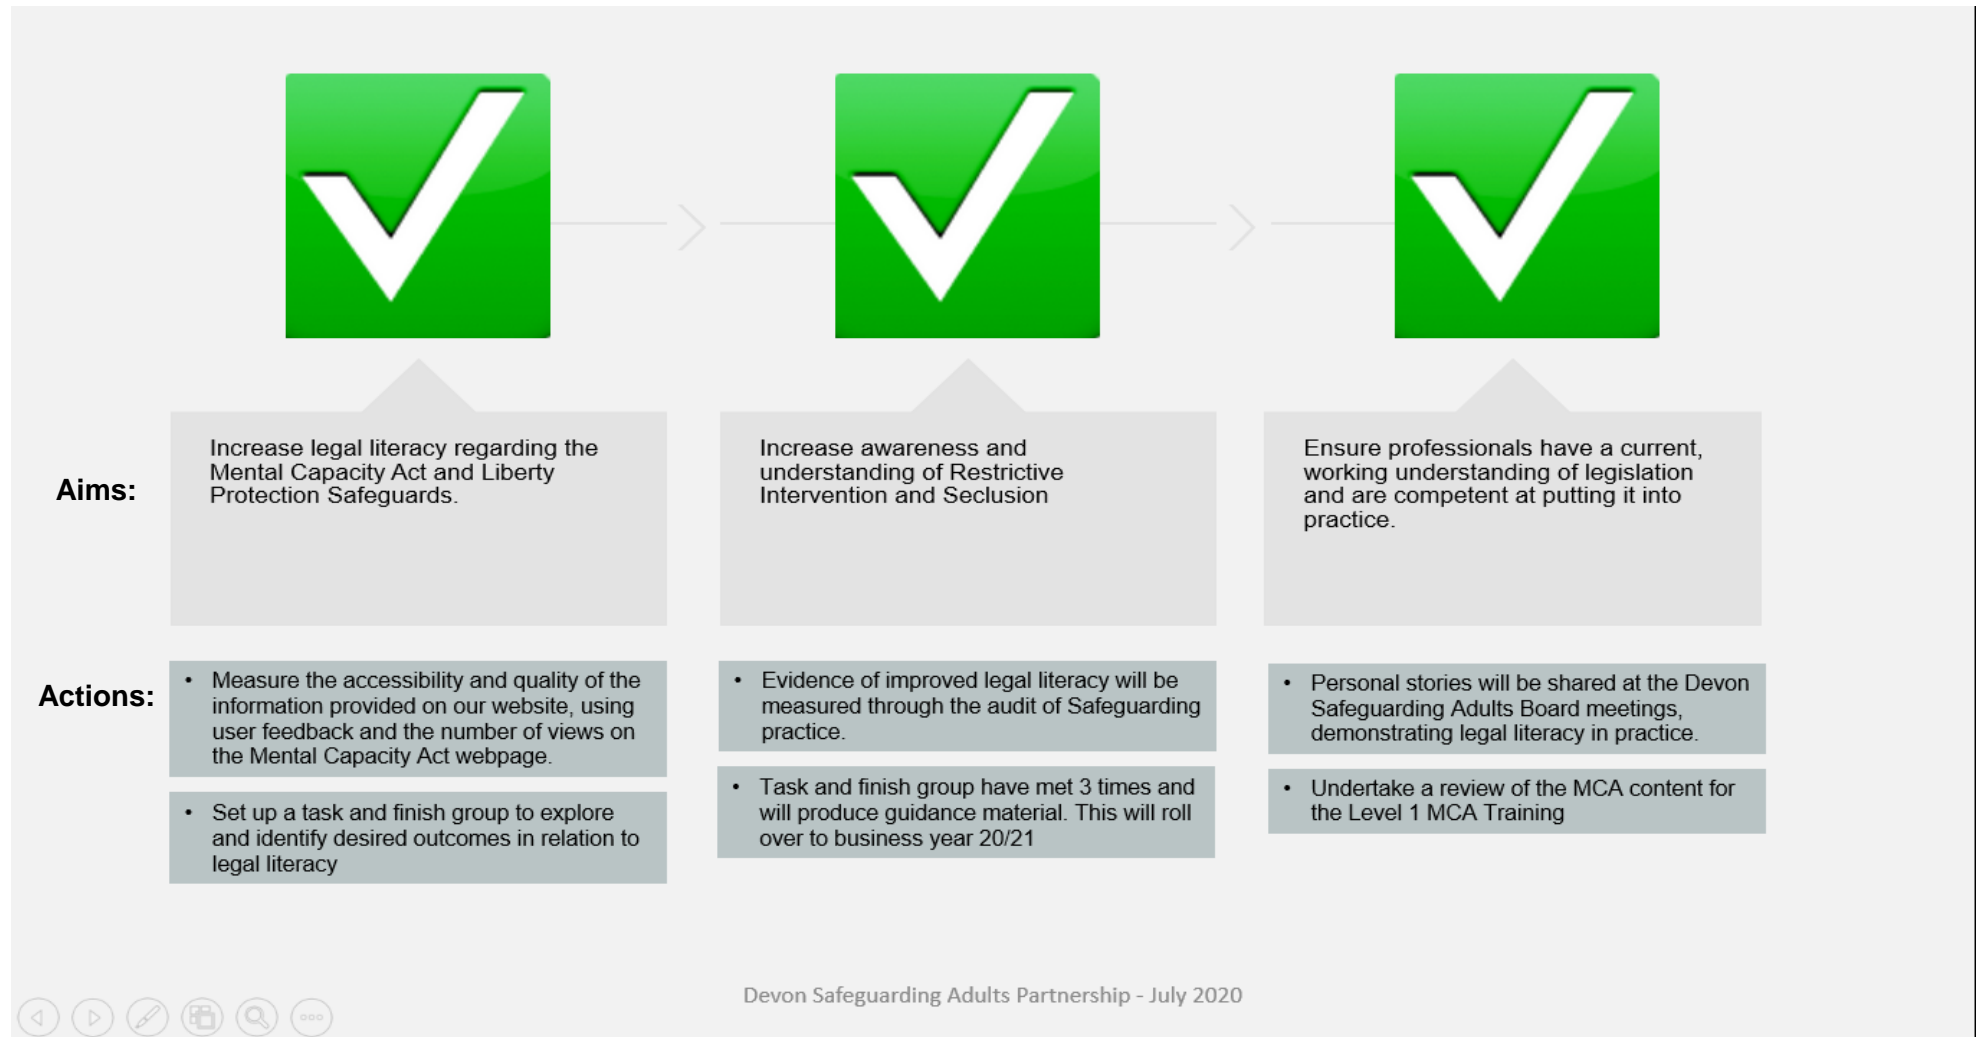 Aims:
Increase legal literacy regarding the
Mental Capacity Act and Liberty
Protection Safeguards.
Increase awareness and
understanding of Restrictive
Intervention and Seclusion
Ensure professionals have a current,
working understanding of legislation
and are competent at putting it into
practice.
Actions:
• Measure the accessibility and quality of the
information provided on our website, using
user feedback and the number of views on
the Mental Capacity Act webpage.
• Set up a task and finish group to explore
and identify desired outcomes in relation to
legal literacy
• Evidence of improved legal literacy will be
measured through the audit of Safeguarding
practice.
• Task and finish group have met 3 times and
will produce guidance material. This will roll
over to business year 20/21
• Personal stories will be shared at the Devon
Safeguarding Adults Board meetings,
demonstrating legal literacy in practice.
• Undertake a review of the MCA content for
the Level 1 MCA Training
Devon Safeguarding Adults Partnership - July 2020